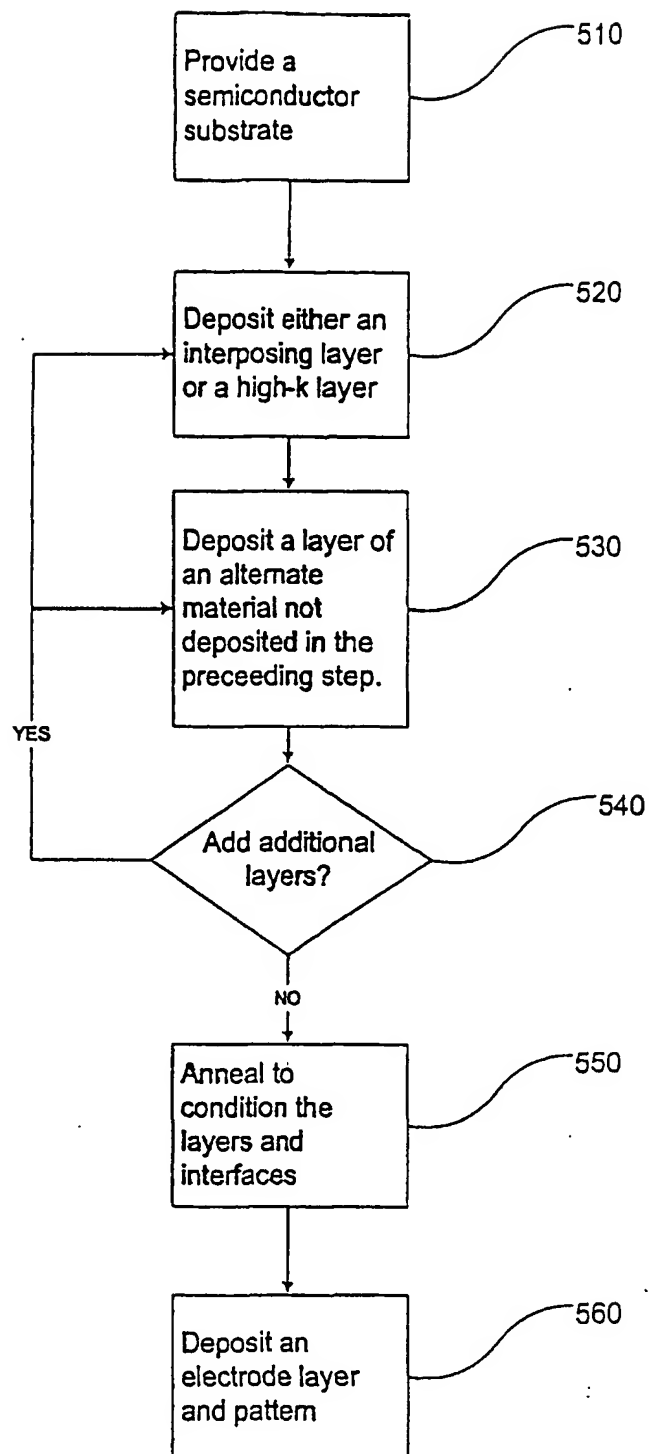 510
Provide a
semiconductor
substrate
520
Deposit either an
interposing layer
or a high-k layer
530
Deposit a layer of
an alternate
material not
deposited in the
preceeding step.
YES
540
Add additional
layers?
NO
550
Anneal to
condition the
layers and
interfaces
560
Deposit an
electrode layer
and pattern